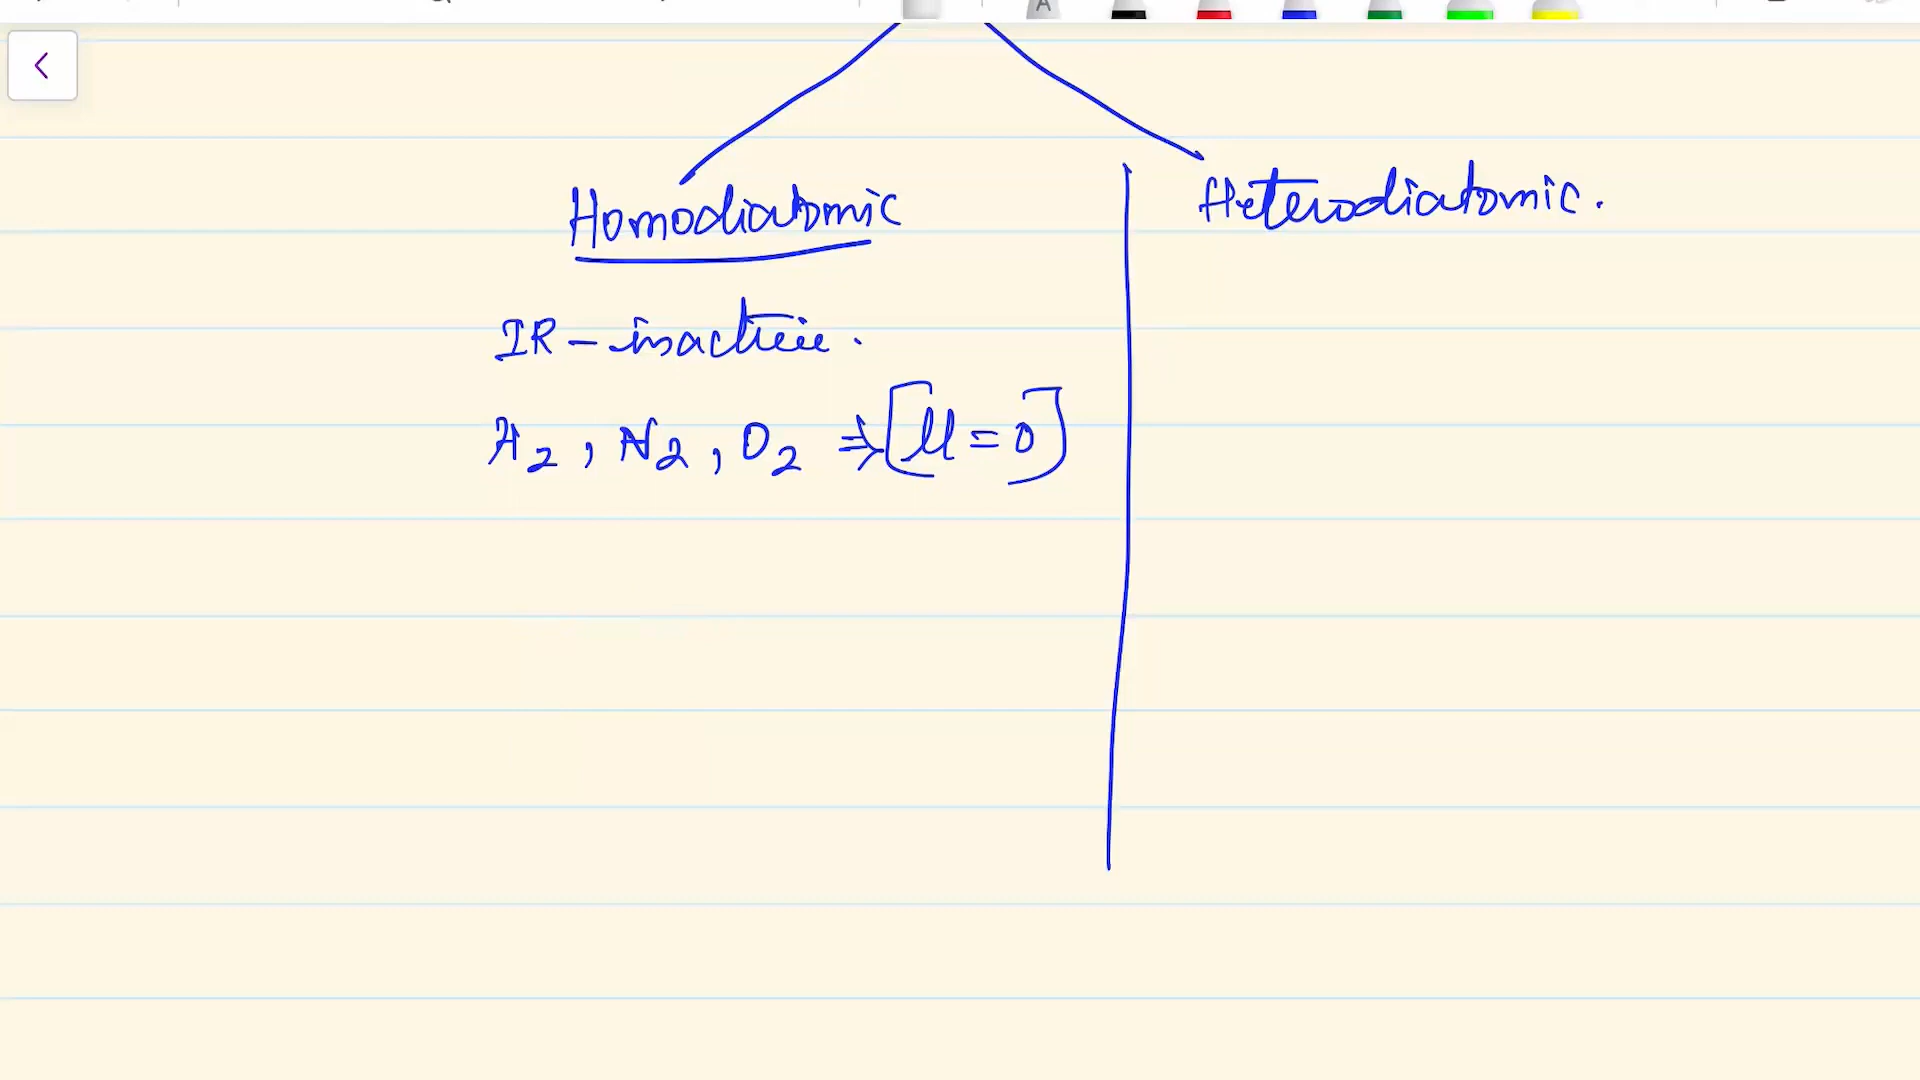 Homodiatomic
IR - inactive.
H2, N2, O2 ⇒ [μ = 0]
Heterodiatomic.